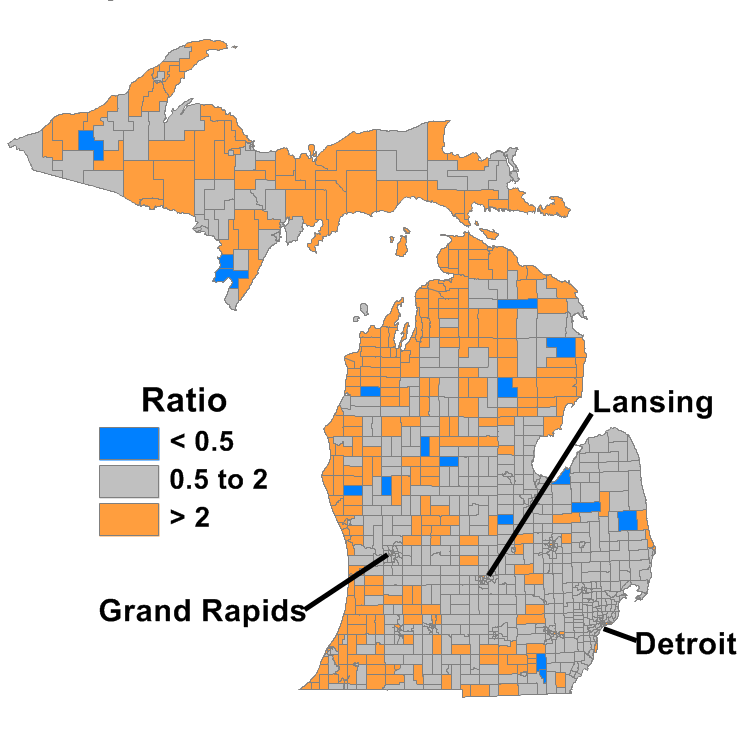 Lansing
Ratio
< 0.5
0.5 to 2
> 2
Grand Rapids
Detroit